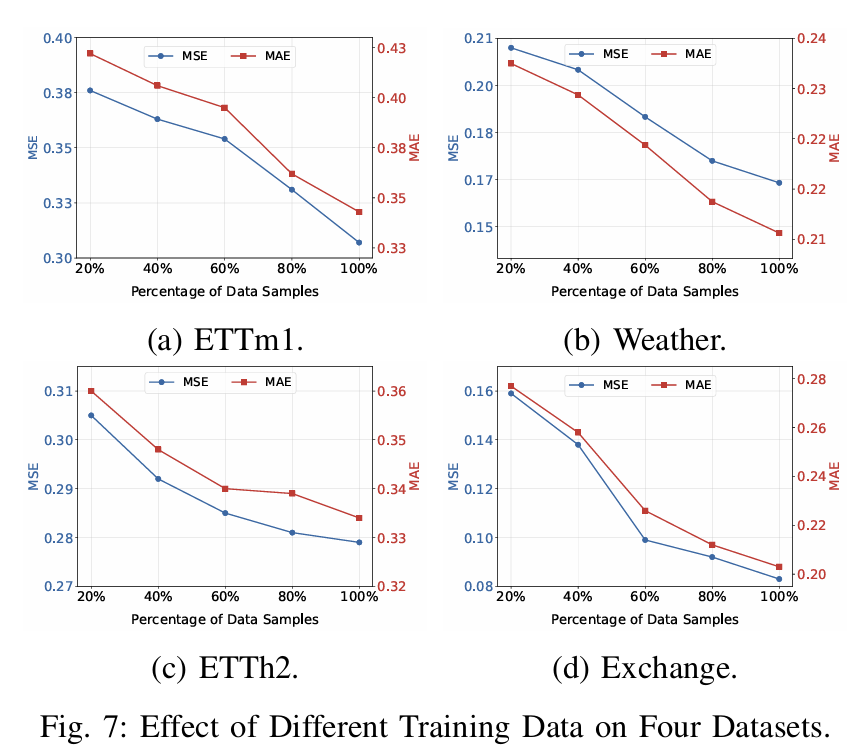 MSE MAE
0.40
0.38
0.35
0.33
0.30
MSE
0.43
0.40
0.38
0.35
0.33
MAE
20% 40% 60% 80% 100%
Percentage of Data Samples
(a) ETTm1.
MSE MAE
0.21
0.20
0.18
0.17
0.15
MSE
0.24
0.23
0.22
0.22
0.21
MAE
20% 40% 60% 80% 100%
Percentage of Data Samples
(b) Weather.
MSE MAE
0.31
0.30
0.29
0.28
0.27
MSE
0.36
0.35
0.34
0.33
0.32
MAE
20% 40% 60% 80% 100%
Percentage of Data Samples
(c) ETTh2.
MSE MAE
0.16
0.14
0.12
0.10
0.08
MSE
0.28
0.26
0.24
0.22
0.20
MAE
20% 40% 60% 80% 100%
Percentage of Data Samples
(d) Exchange.
Fig. 7: Effect of Different Training Data on Four Datasets.